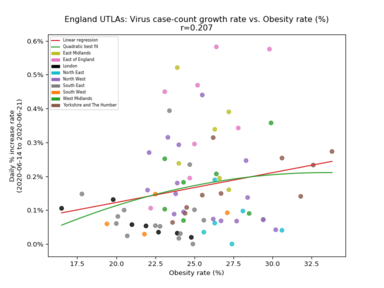 England UTLAs: Virus case-count growth rate vs. Obesity rate (%)
r=0.207
Daily % increase rate
(2020-06-14 to 2020-06-21)
0.6%
0.5%
0.4%
0.3%
0.2%
0.1%
0.0%
Linear regression
Quadratic best fit
East Midlands
East of England
London
North East
North West
South East
South West
West Midlands
Yorkshire and The Humber
17.5 20.0 22.5 25.0 27.5 30.0 32.5
Obesity rate (%)